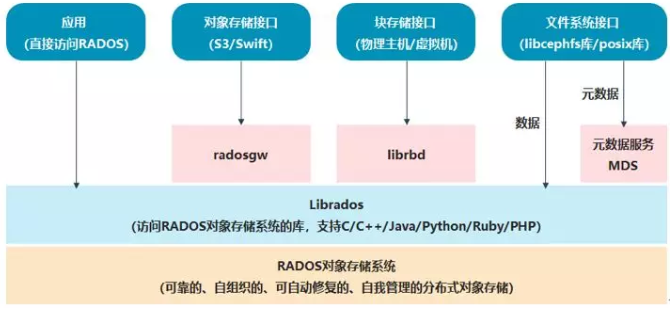 应用
(直接访问RADOS)
对象存储接口
(S3/Swift)
块存储接口
(物理主机/虚拟机)
文件系统接口
(libcephfs库/posix库)
元数据
数据
radosgw
librbd
元数据服务
MDS
Librados
(访问RADOS对象存储系统的库，支持C/C++/Java/Python/Ruby/PHP)
RADOS对象存储系统
(可靠的、自组织的、可自动修复的、自我管理的分布式对象存储)